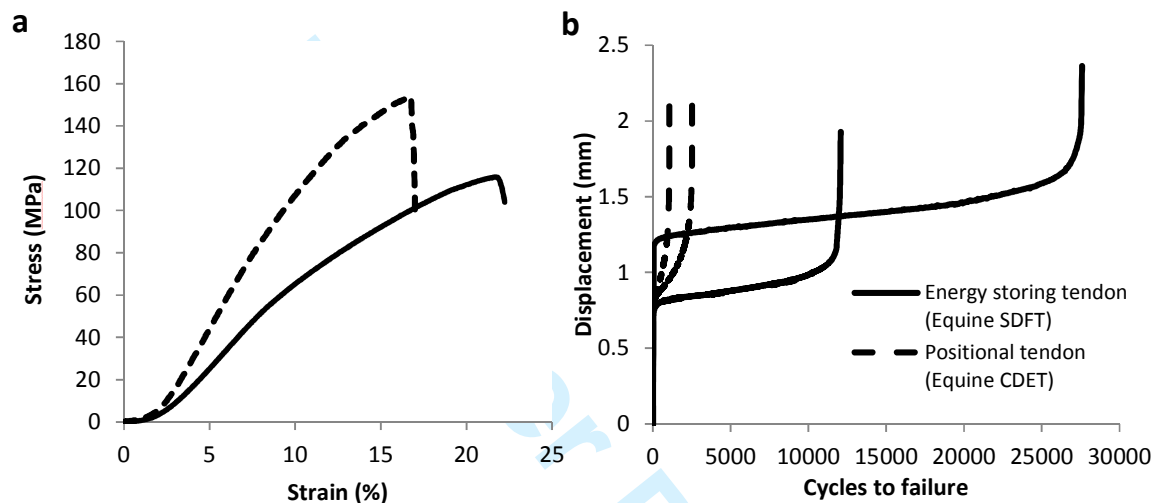 a
180
160
140
120
100
80
60
40
20
0
Stress (MPa)
0 5 10 15 20 25
Strain (%)
b
2.5
2
1.5
1
0.5
0
Displacement (mm)
Energy storing tendon
(Equine SDFT)
Positional tendon
(Equine CDET)
0 5000 10000 15000 20000 25000 30000
Cycles to failure